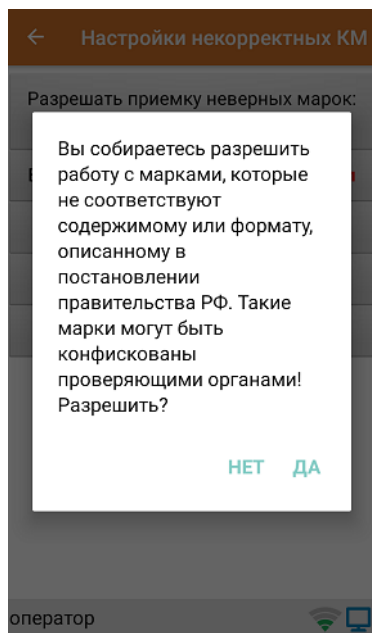 Настройки некорректных КМ
Разрешать приемку неверных марок:
Вы собираетесь разрешить
работу с марками, которые
не соответствуют
содержимому или формату,
описанному в
постановлении
правительства РФ. Такие
марки могут быть
конфискованы
проверяющими органами!
Разрешить?
НЕТ ДА
оператор